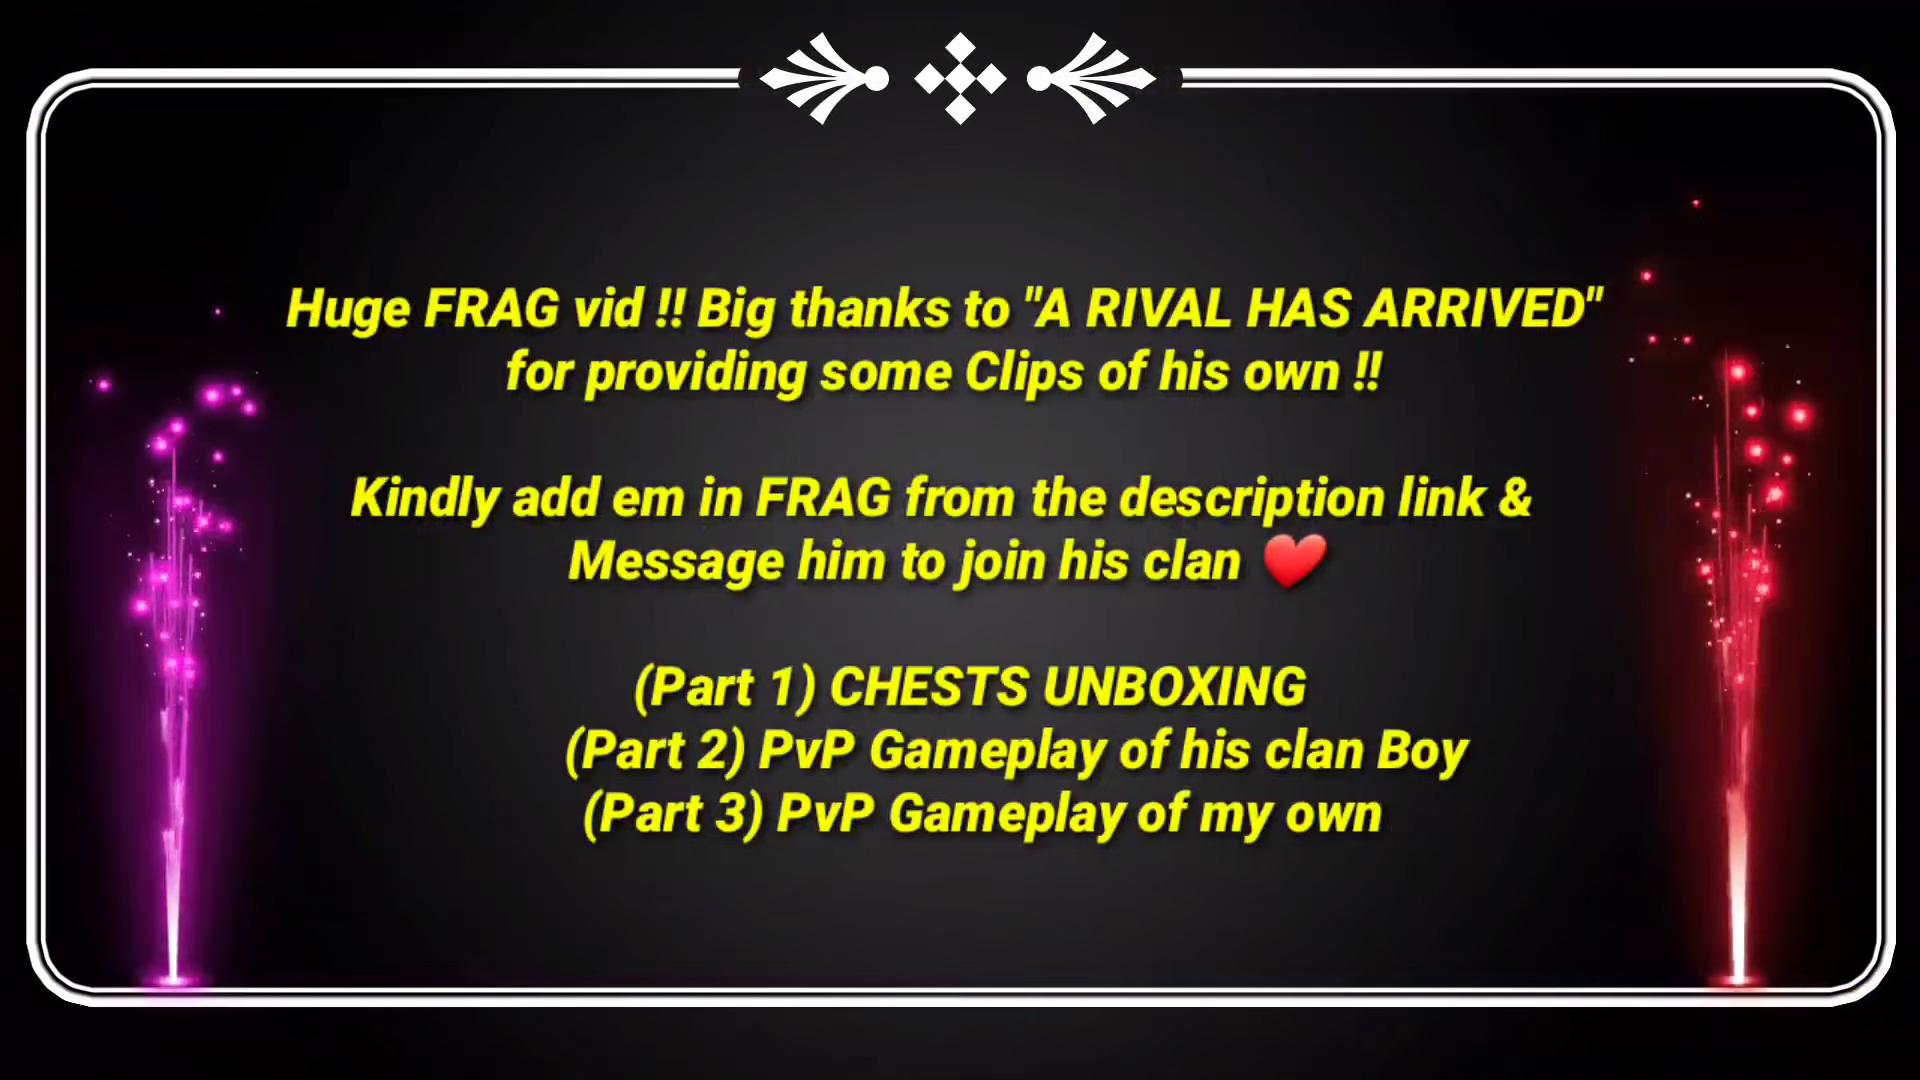 Huge FRAG vid !! Big thanks to "A RIVAL HAS ARRIVED"
for providing some Clips of his own !!
Kindly add em in FRAG from the description link &
Message him to join his clan ❤️
(Part 1) CHESTS UNBOXING
(Part 2) PvP Gameplay of his clan Boy
(Part 3) PvP Gameplay of my own